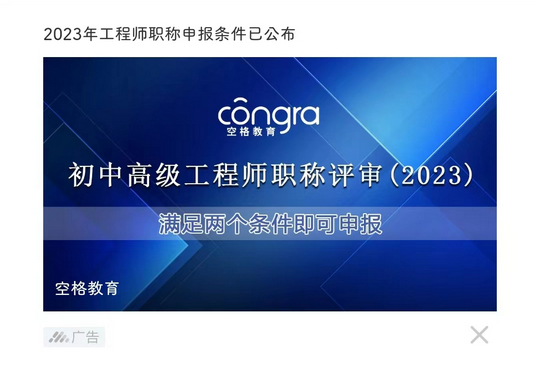 2023年工程师职称申报条件已公布
côngra
空格教育
初中高级工程师职称评审(2023)
满足两个条件即可申报
空格教育
广告